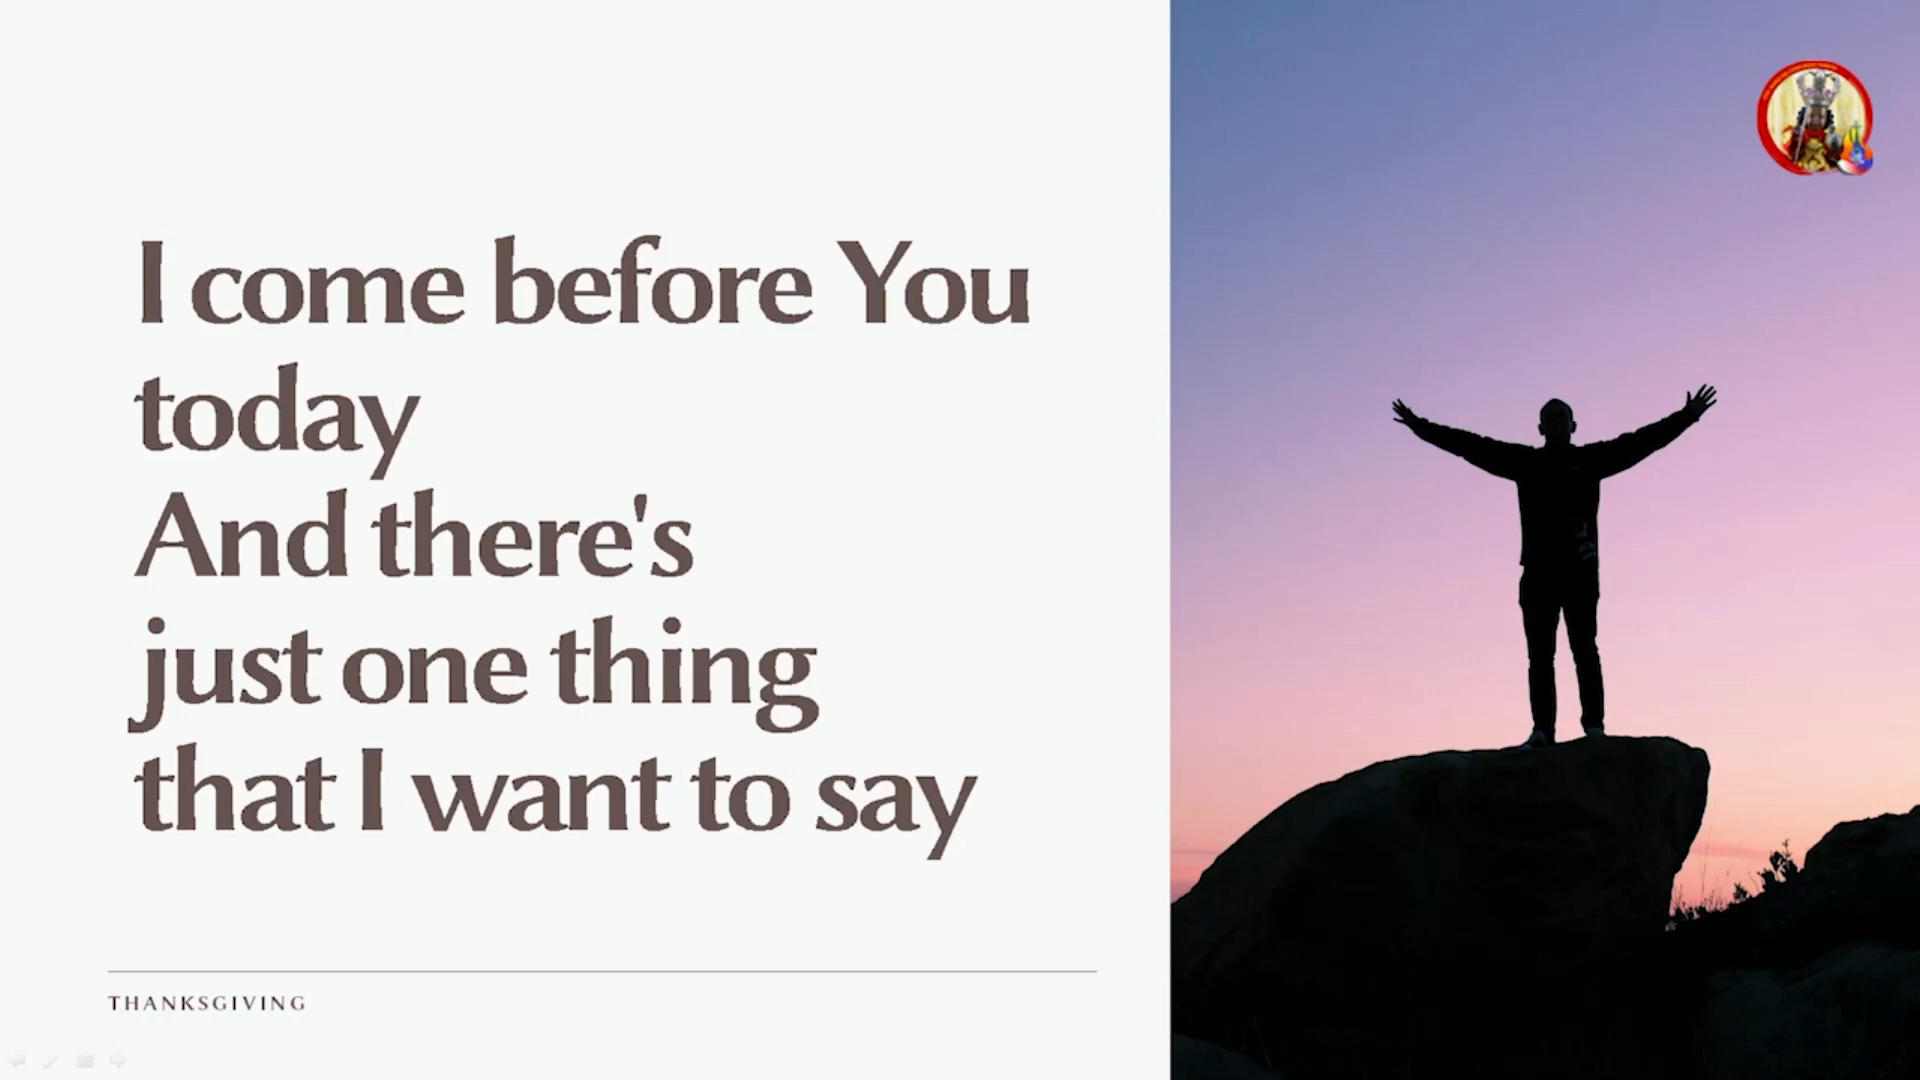 I come before You
today
And there's
just one thing
that I want to say
THANKSGIVING